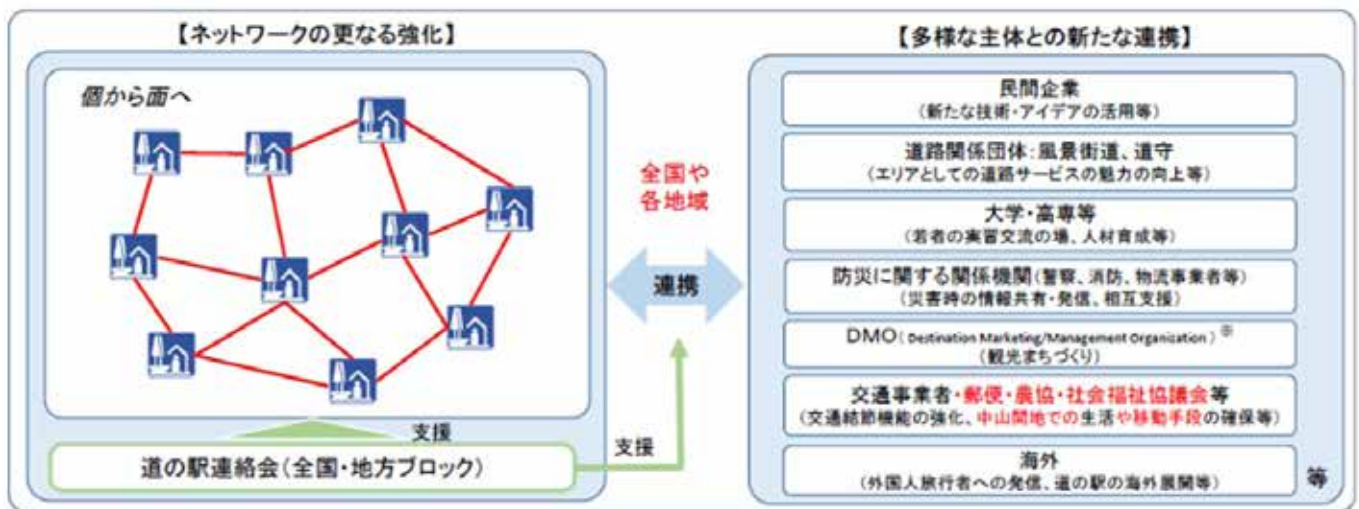 【ネットワークの更なる強化】
個から面へ
支援
道の駅連絡会(全国・地方ブロック)
全国や
各地域
連携
支援
【多様な主体との新たな連携】
民間企業
(新たな技術・アイデアの活用等)
道路関係団体:風景街道、道守
(エリアとしての道路サービスの魅力の向上等)
大学・高専等
(若者の実習交流の場、人材育成等)
防災に関する関係機関(警察、消防、物流事業者等)
(災害時の情報共有・発信、相互支援)
DMO(Destination Marketing/Management Organization)※
(観光まちづくり)
交通事業者・郵便・農協・社会福祉協議会等
(交通結節機能の強化、中山間地での生活や移動手段の確保等)
海外
(外国人旅行者への発信、道の駅の海外展開等)
等